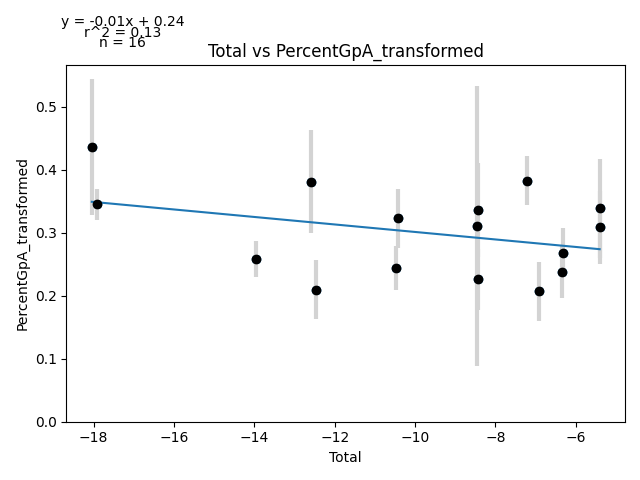 y = -0.01x + 0.24
r^2 = 0.13
n = 16
Total vs PercentGpA_transformed
PercentGpA_transformed
0.5
0.4
0.3
0.2
0.1
0.0
−18 −16 −14 −12 −10 −8 −6
Total